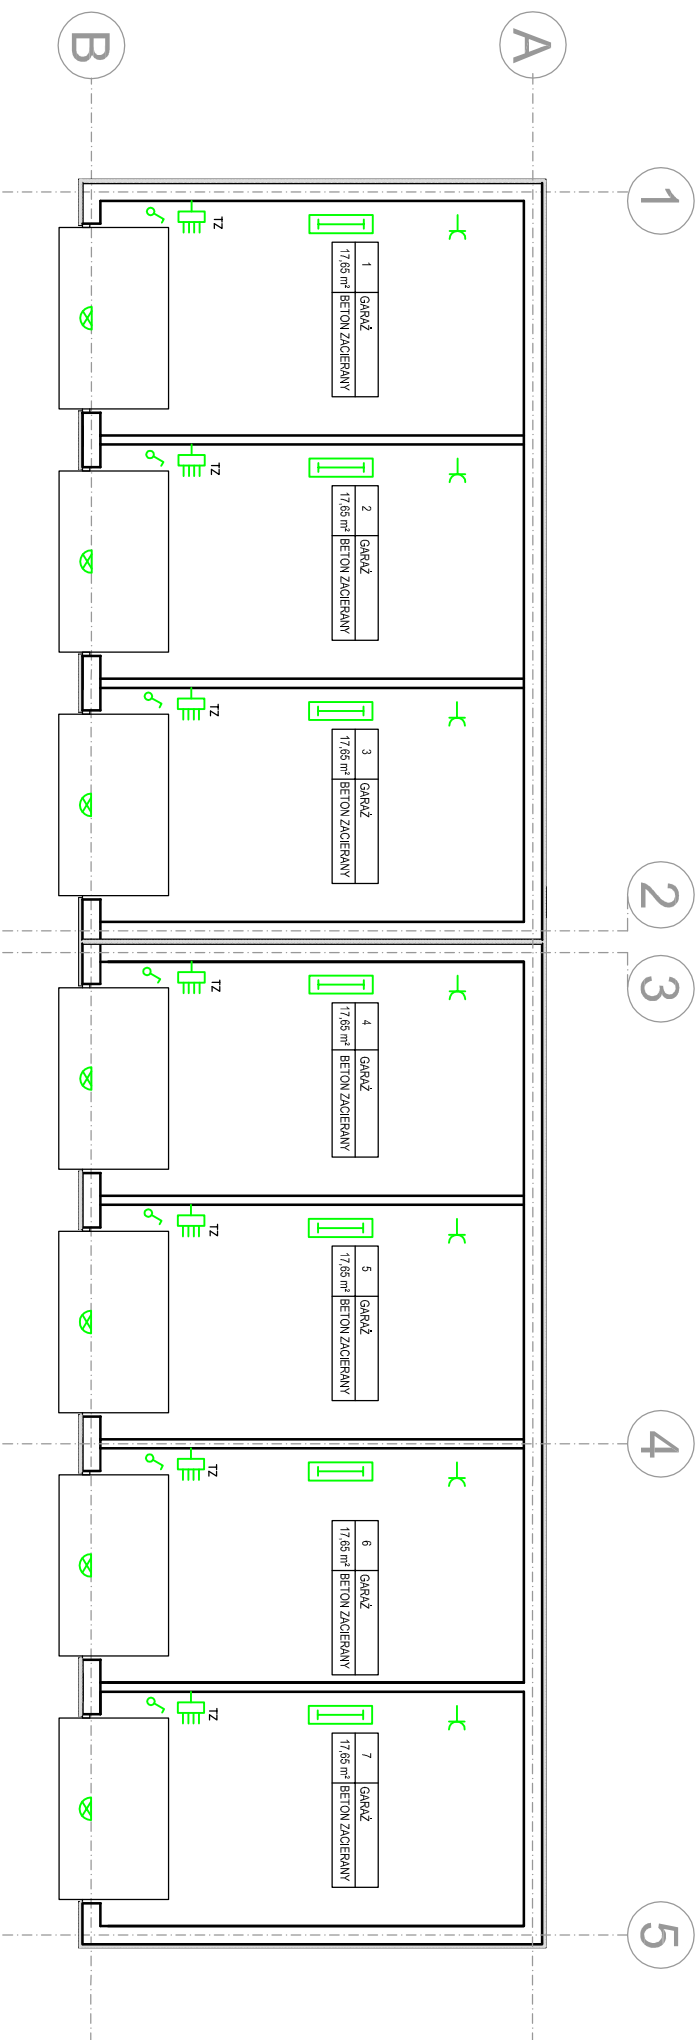 B
A
1
TZ
1 GARAŻ
17,65 m² BETON ZACIERANY
TZ
2 GARAŻ
17,65 m² BETON ZACIERANY
TZ
3 GARAŻ
17,65 m² BETON ZACIERANY
2
3
TZ
4 GARAŻ
17,65 m² BETON ZACIERANY
TZ
5 GARAŻ
17,65 m² BETON ZACIERANY
4
TZ
6 GARAŻ
17,65 m² BETON ZACIERANY
TZ
7 GARAŻ
17,65 m² BETON ZACIERANY
5